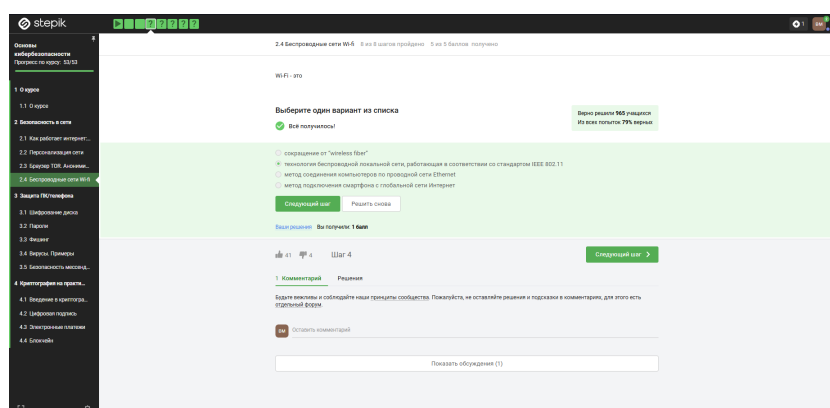 stepik
1
ВМ
Основы
кибербезопасности
Прогресс по курсу: 53/53
1 О курсе
1.1 О курсе
2 Безопасность в сети
2.1 Как работает интернет:...
2.2 Персонализация сети
2.3 Браузер TOR. Аноними...
2.4 Беспроводные сети Wi-fi
3 Защита ПК/телефона
3.1 Шифрование диска
3.2 Пароли
3.3 Фишинг
3.4 Вирусы. Примеры
3.5 Безопасность мессенд...
4 Криптография на практи...
4.1 Введение в криптогра...
4.2 Цифровая подпись
4.3 Электронные платежи
4.4 Блокчейн
2.4 Беспроводные сети Wi-fi 8 из 8 шагов пройдено 5 из 5 баллов получено
Wi-Fi - это
Выберите один вариант из списка
Всё получилось!
Верно решили 965 учащихся
Из всех попыток 79% верных
сокращение от "wireless fiber"
технология беспроводной локальной сети, работающая в соответствии со стандартом IEEE 802.11
метод соединения компьютеров по проводной сети Ethernet
метод подключения смартфона с глобальной сети Интернет
Следующий шаг
Решить снова
Ваши решения Вы получили: 1 балл
41 4 Шаг 4
Следующий шаг
1 Комментарий Решения
Будьте вежливы и соблюдайте наши принципы сообщества. Пожалуйста, не оставляйте решения и подсказки в комментариях, для этого есть
отдельный форум.
ВМ
Оставить комментарий
Показать обсуждения (1)